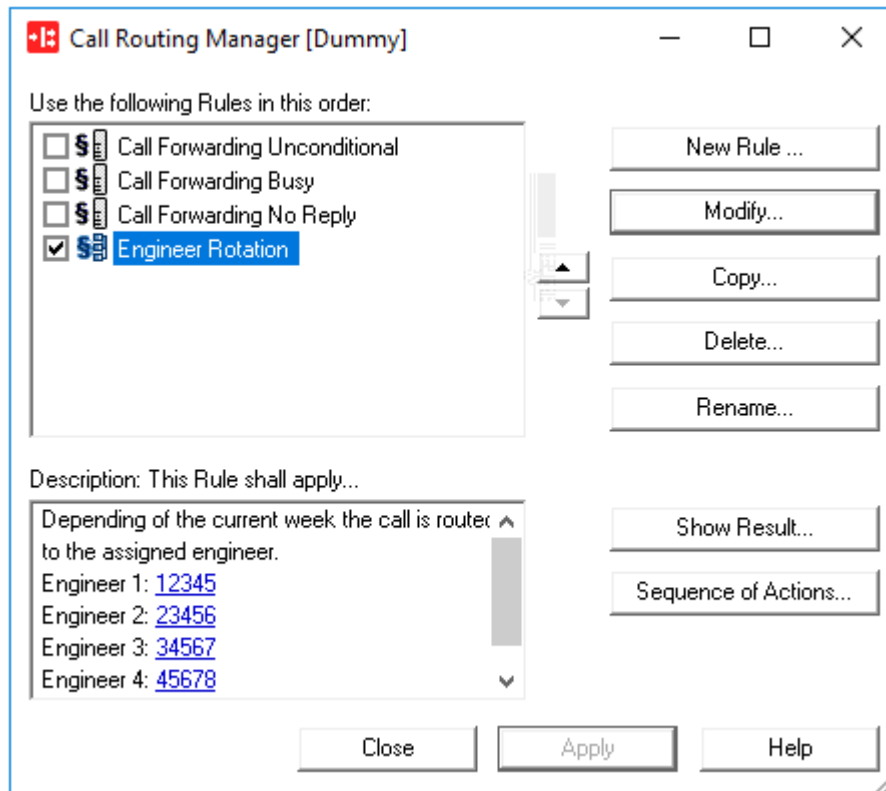 Call Routing Manager [Dummy]
Use the following Rules in this order:
Call Forwarding Unconditional
Call Forwarding Busy
Call Forwarding No Reply
Engineer Rotation
New Rule ...
Modify...
Copy...
Delete...
Rename...
Description: This Rule shall apply...
Depending of the current week the call is routed
to the assigned engineer.
Engineer 1: 12345
Engineer 2: 23456
Engineer 3: 34567
Engineer 4: 45678
Show Result...
Sequence of Actions...
Close
Apply
Help